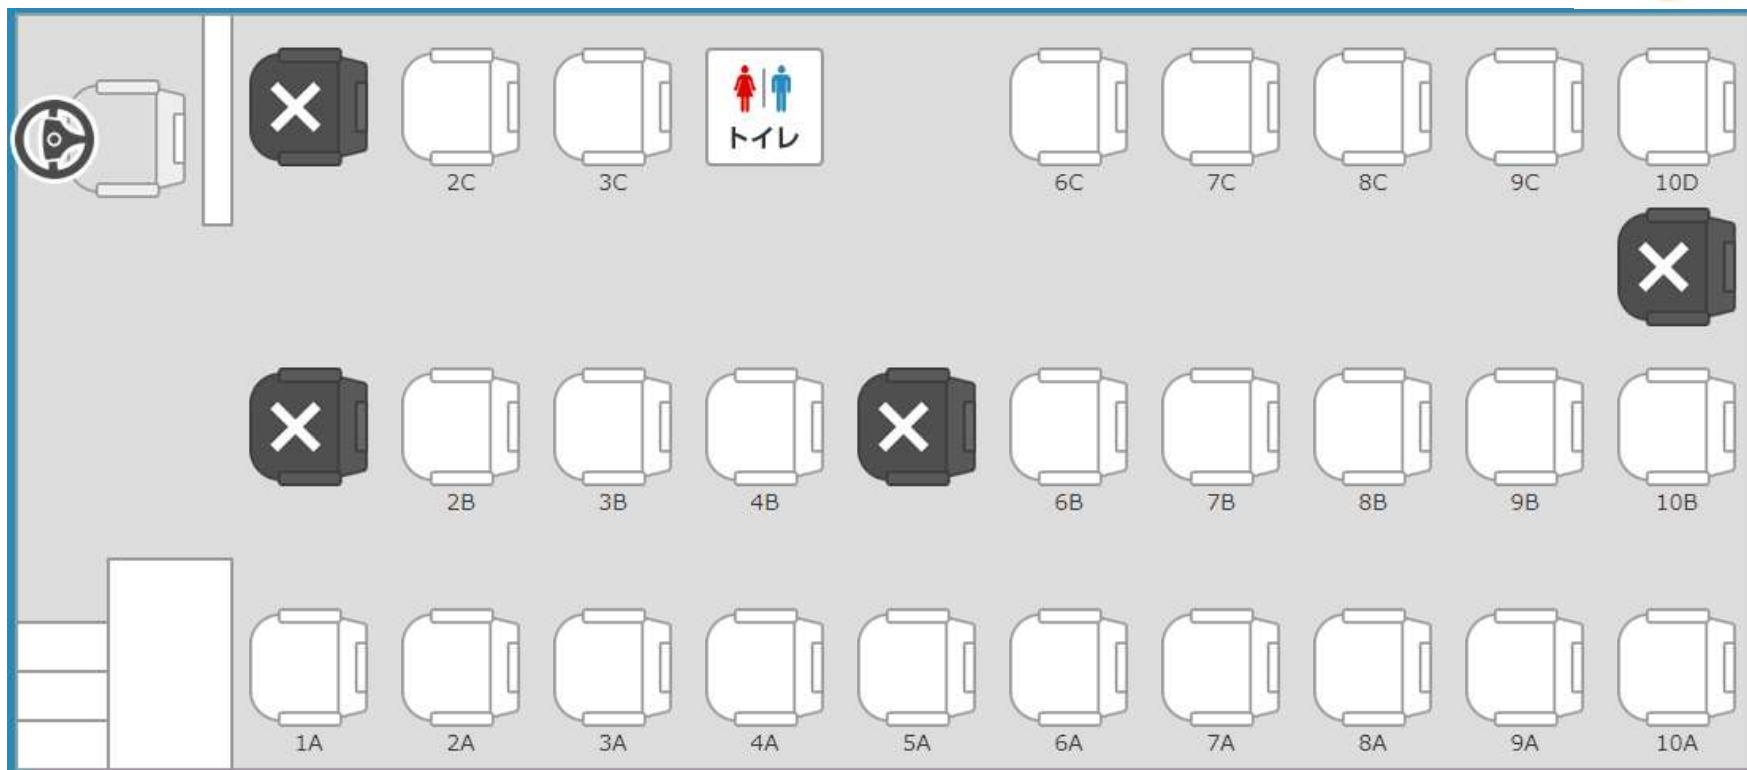 トイレ
2C 3C 6C 7C 8C 9C 10D
2B 3B 4B 6B 7B 8B 9B 10B
1A 2A 3A 4A 5A 6A 7A 8A 9A 10A